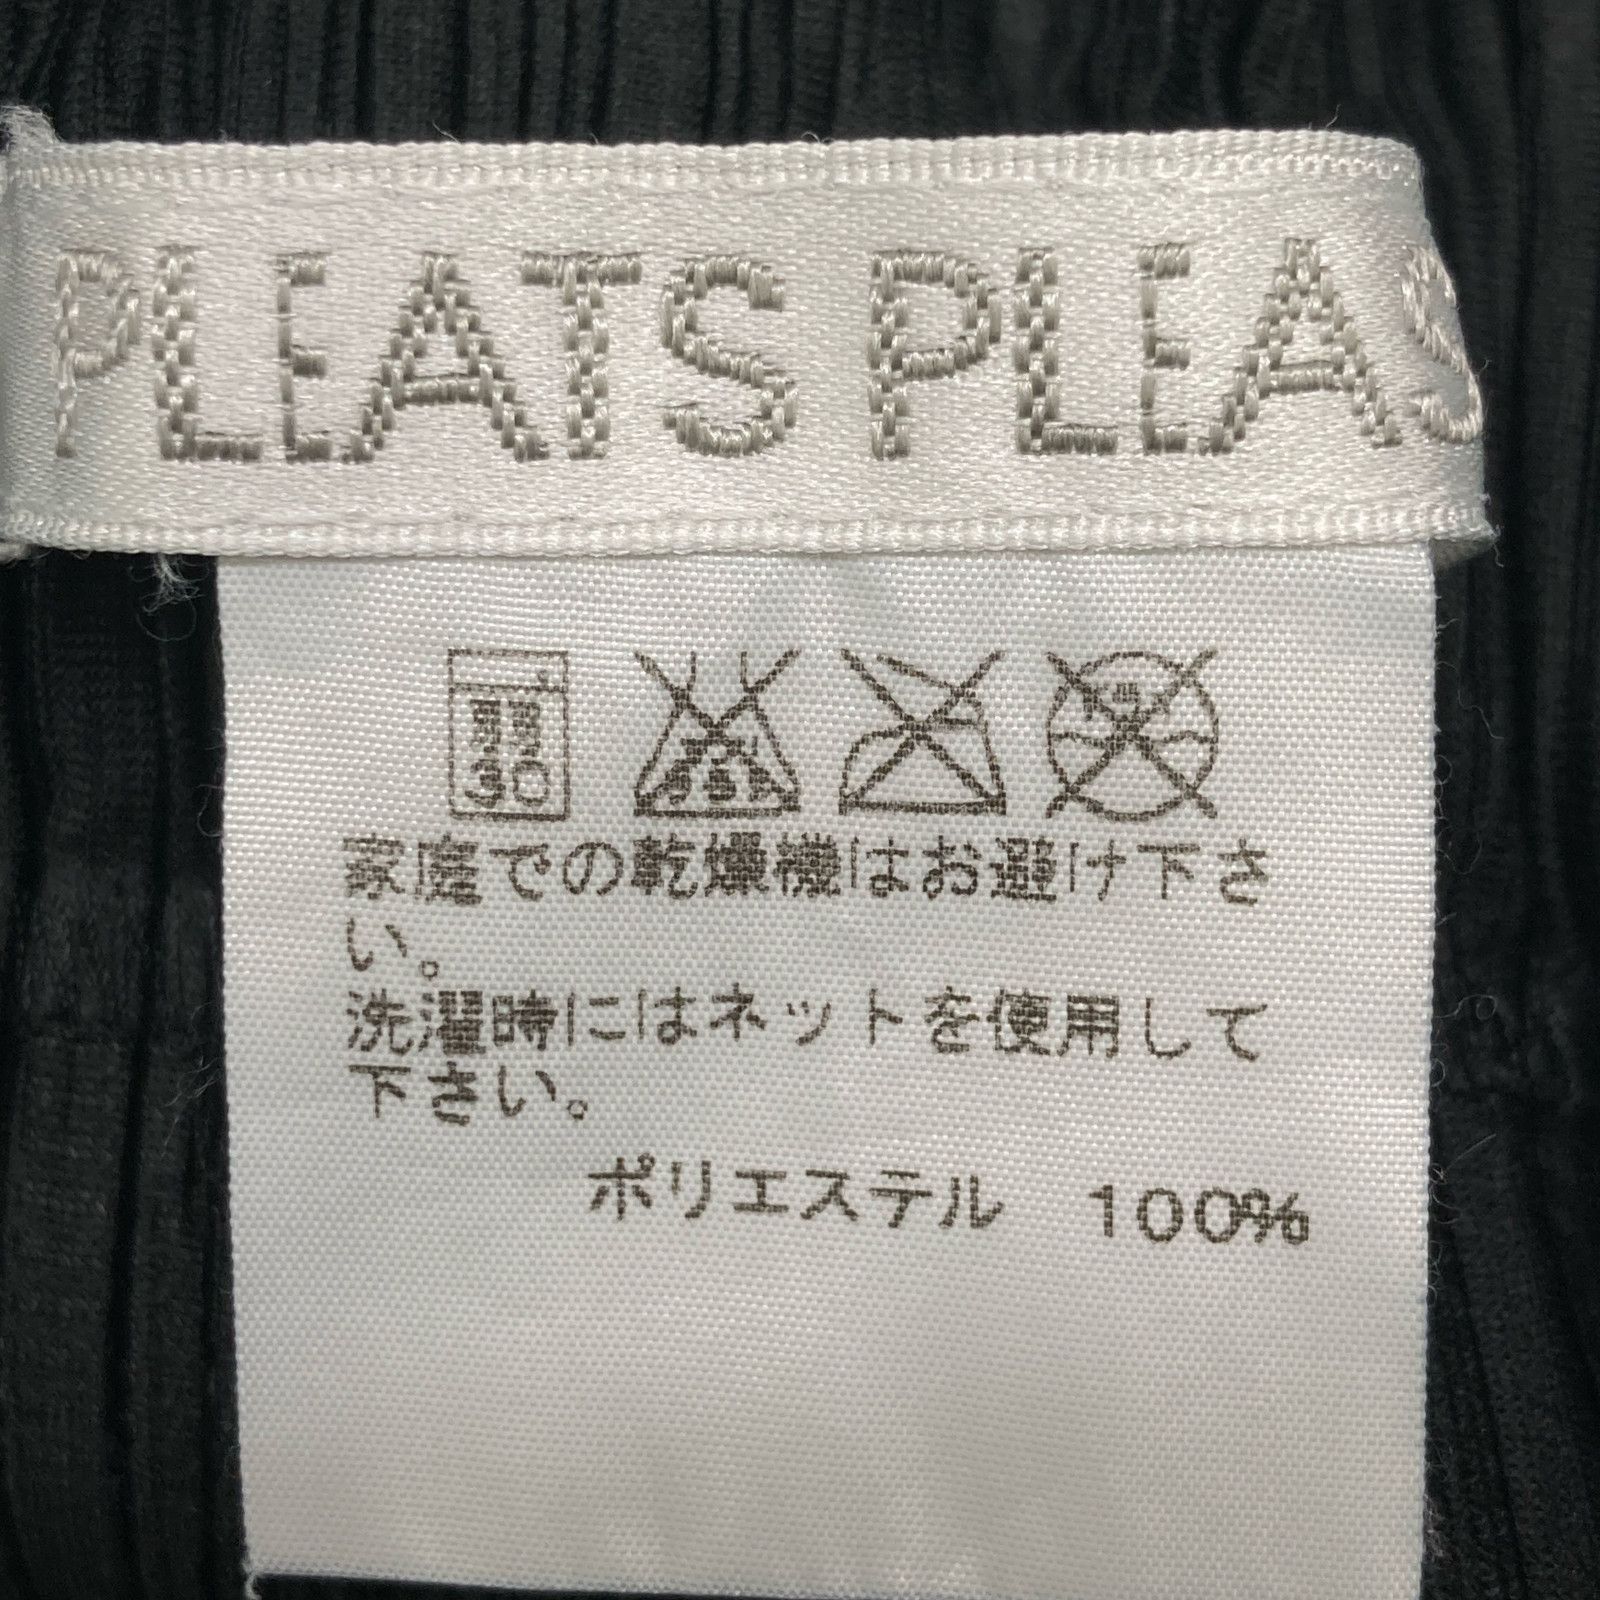 PLEATS PLEAS
弱
30
家庭での乾燥機はお避け下さ
い。
洗濯時にはネットを使用して
下さい。
ポリエステル 100%